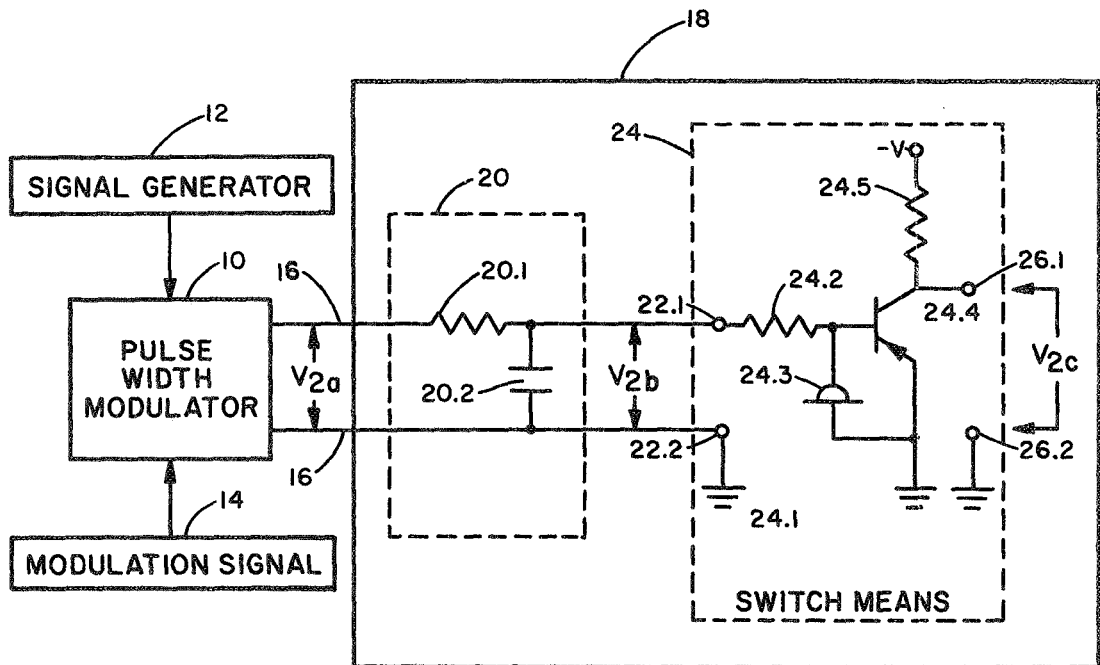 18
12
SIGNAL GENERATOR
24
-V
20
24.5
10
16
20.1
22.1
24.2
26.1
24.4
PULSE
WIDTH
MODULATOR
V2a
20.2
V2b
24.3
V2c
16
22.2
26.2
14
24.1
MODULATION SIGNAL
SWITCH MEANS